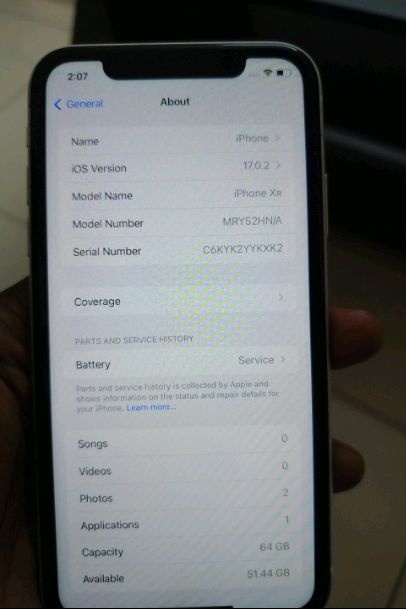 2:07
General About
Name iPhone
iOS Version 17.0.2
Model Name iPhone XR
Model Number MRY52HN/A
Serial Number C6KYK2YYKXK2
Coverage
PARTS AND SERVICE HISTORY
Battery Service
Parts and service history is collected by Apple and
shows information on the status and repair details for
your iPhone. Learn more...
Songs 0
Videos 0
Photos 2
Applications 1
Capacity 64 GB
Available 51.44 GB